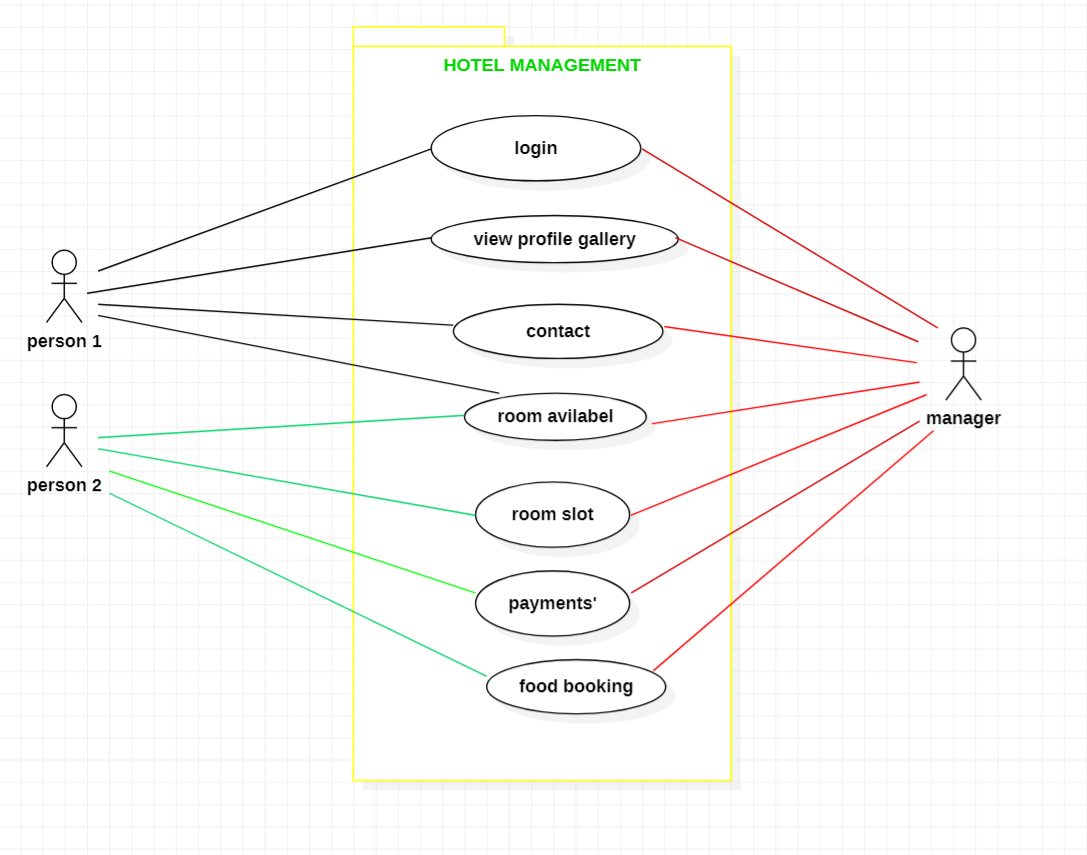 HOTEL MANAGEMENT
login
view profile gallery
contact
room avilabel
room slot
payments'
food booking
person 1
person 2
manager